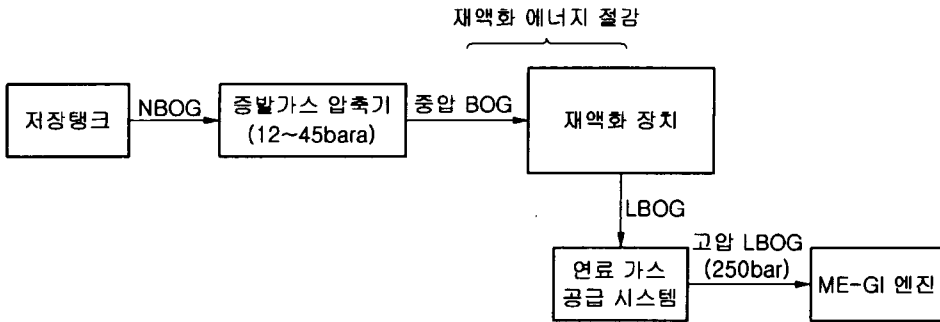 재액화 에너지 절감
저장탱크
NBOG
증발가스 압축기
(12~45bara)
중압 BOG
재액화 장치
LBOG
연료 가스
공급 시스템
고압 LBOG
(250bar)
ME-GI 엔진